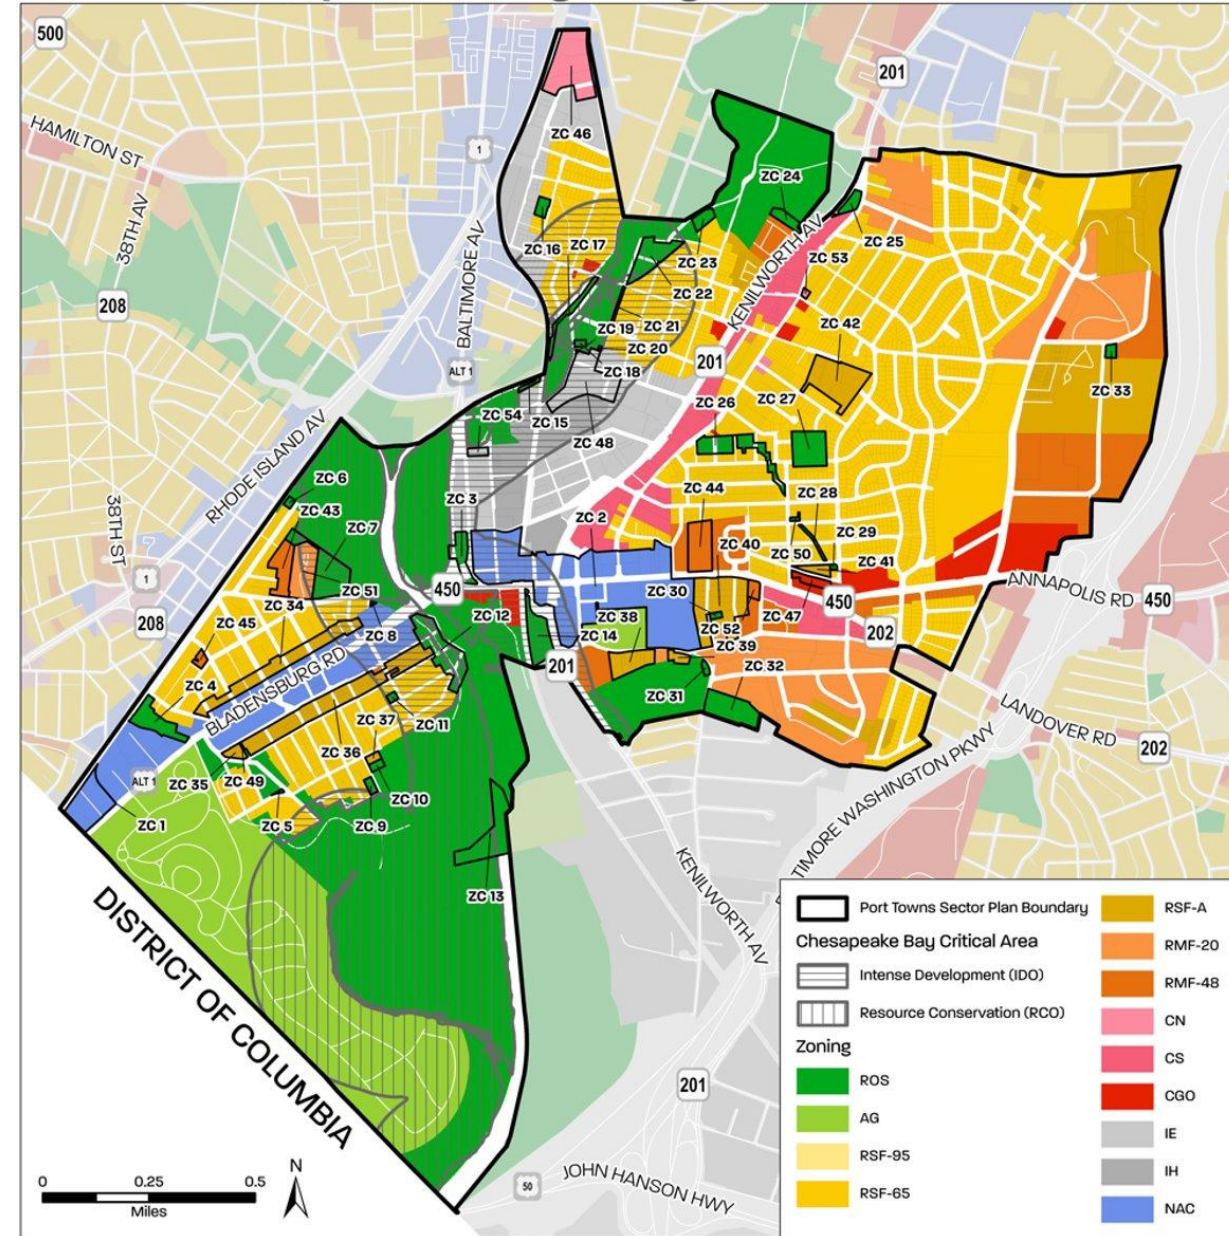 500
201
HAMILTON ST
ZC 46
1
38TH AV
ZC 24
ZC 16
ZC 17
ZC 25
BALTIMORE AV
KENILWORTH AV
ZC 23
ZC 53
ZC 22
208
ZC 19
ZC 21
ZC 42
ZC 20
201
ALT 1
ZC 18
ZC 33
ZC 26
ZC 27
ZC 54
ZC 15
ZC 48
RHODE ISLAND AV
ZC 6
ZC 44
ZC 28
ZC 43
ZC 3
38TH ST
ZC 7
ZC 2
ZC 29
ZC 40
ZC 50
ZC 41
1
ANNAPOLIS RD
450
ZC 51
450
ZC 30
450
ZC 34
ZC 12
ZC 38
ZC 47
208
ZC 45
ZC 8
ZC 14
ZC 52
202
ZC 39
BLADENSBURG RD
201
ZC 32
ZC 4
ZC 31
ZC 37
ZC 11
LANDOVER RD
ZC 36
202
ALT 1
ZC 35
ZC 49
ZC 10
ZC 1
ZC 5
ZC 9
TIMORE WASHINGTON PKWY
ZC 13
KENILWORTH AV
DISTRICT OF COLUMBIA
201
JOHN HANSON HWY
50
N
0 0.25 0.5
Miles
Port Towns Sector Plan Boundary
Chesapeake Bay Critical Area
Intense Development (IDO)
Resource Conservation (RCO)
Zoning
ROS
AG
RSF-95
RSF-65
RSF-A
RMF-20
RMF-48
CN
CS
CGO
IE
IH
NAC